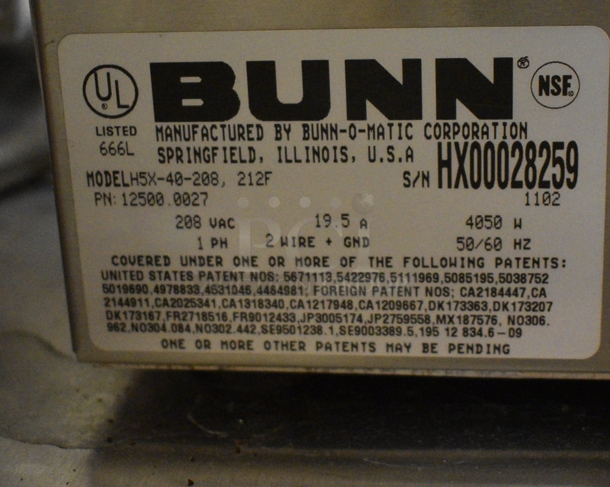 UL
BUNN®
NSF®
LISTED
666L
MANUFACTURED BY BUNN-O-MATIC CORPORATION
SPRINGFIELD, ILLINOIS, U.S.A
S/N HX00028259
MODELH5X-40-208, 212F
PN: 12500.0027
1102
208 VAC 19.5 A 4050 W
1 PH 2 WIRE + GND 50/60 HZ
COVERED UNDER ONE OR MORE OF THE FOLLOWING PATENTS:
UNITED STATES PATENT NOS: 5671113,5422976,5111969,5085195,5038752
5019690,4978833,4531046,4464981; FOREIGN PATENT NOS; CA2184447,CA
2144911,CA2025341,CA1318340,CA1217948,CA1209667,DK173363,DK173207
DK173167,FR2718516,FR9012433,JP3005174,JP2759558,MX187576, NO306.
962,NO304.084,NO302.442,SE9501238.1,SE9003389.5,195 12 834.6-09
ONE OR MORE OTHER PATENTS MAY BE PENDING